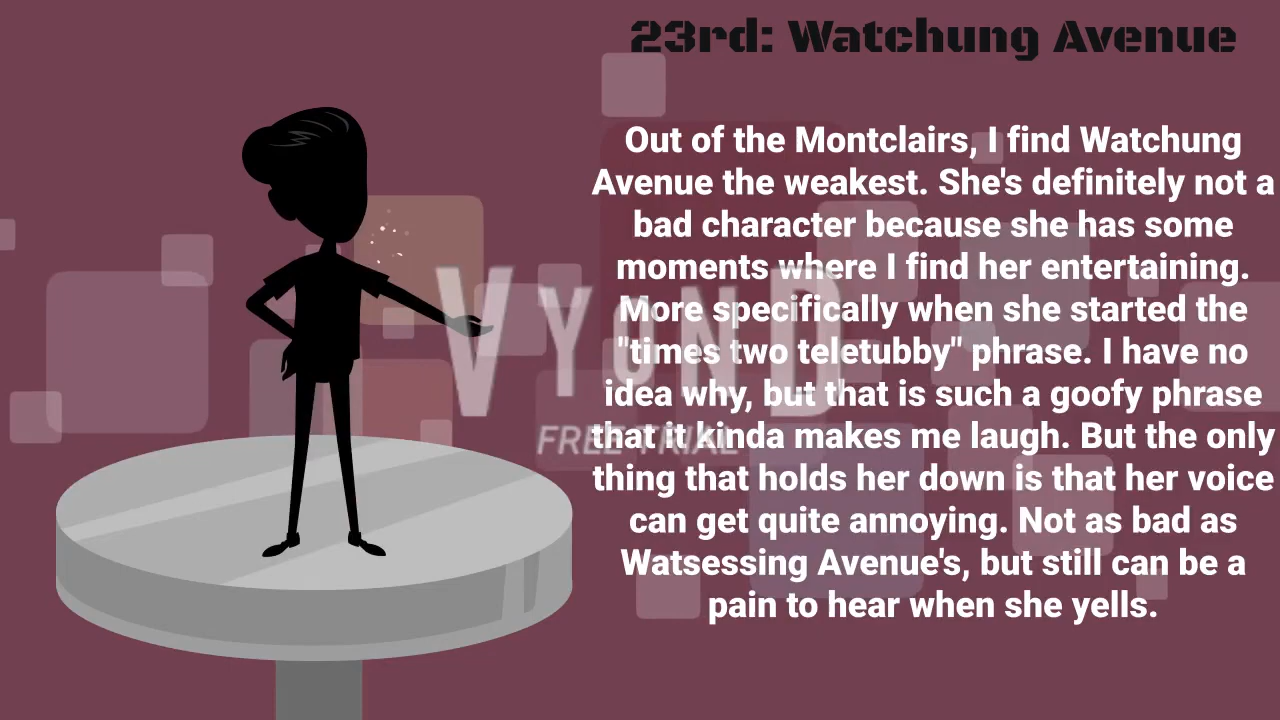 23rd: Watchung Avenue
Out of the Montclairs, I find Watchung
Avenue the weakest. She's definitely not a
bad character because she has some
moments where I find her entertaining.
More specifically when she started the
"times two teletubby" phrase. I have no
idea why, but that is such a goofy phrase
that it kinda makes me laugh. But the only
thing that holds her down is that her voice
can get quite annoying. Not as bad as
Watsessing Avenue's, but still can be a
pain to hear when she yells.
VYOND
FREE TRIAL